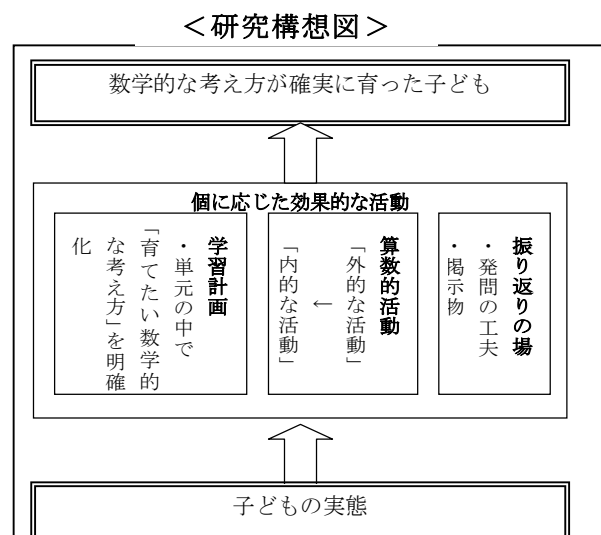 ＜研究構想図＞
数学的な考え方が確実に育った子ども
個に応じた効果的な活動
学習計画
・単元の中で
「育てたい数学的
な考え方」を明確
化
算数的活動
「外的な活動」
↓
「内的な活動」
振り返りの場
・発問の工夫
・掲示物
子どもの実態